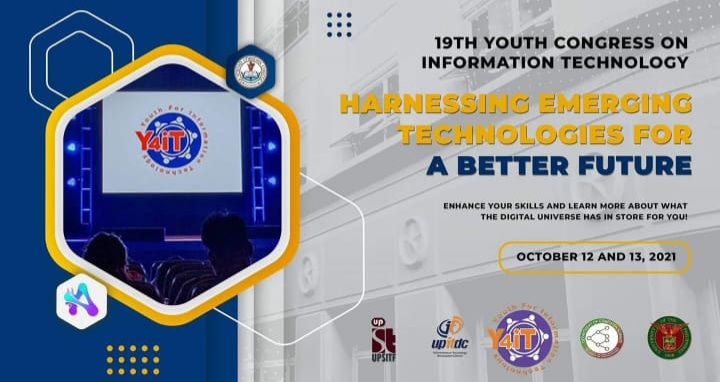 19TH YOUTH CONGRESS ON
INFORMATION TECHNOLOGY
HARNESSING EMERGING
TECHNOLOGIES FOR
A BETTER FUTURE
ENHANCE YOUR SKILLS AND LEARN MORE ABOUT WHAT
THE DIGITAL UNIVERSE HAS IN STORE FOR YOU!
OCTOBER 12 AND 13, 2021
Youth For Information Technology
Y4iT
up
St
UPSITF
upitdc
Youth For Information Technology
Y4iT